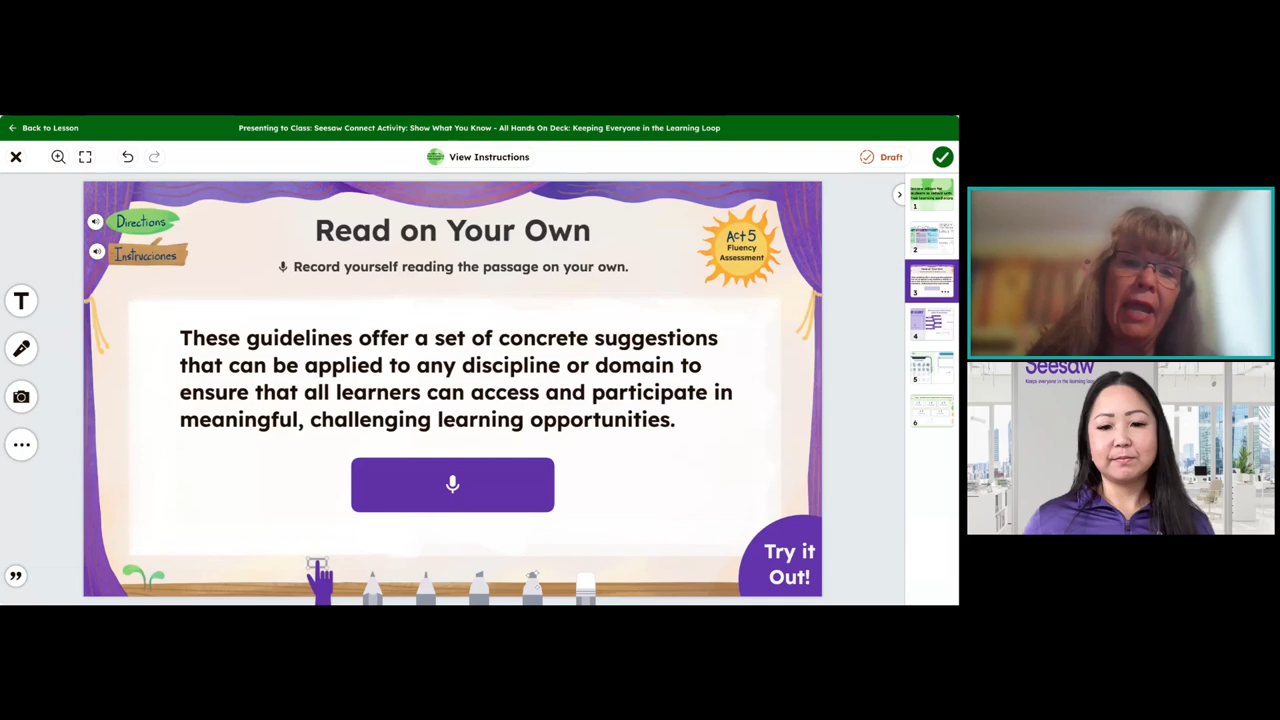 Back to Lesson
Presenting to Class: Seesaw Connect Activity: Show What You Know - All Hands On Deck: Keeping Everyone in the Learning Loop
View Instructions
Draft
Directions
Instrucciones
Read on Your Own
Record yourself reading the passage on your own.
Act 5
Fluency
Assessment
These guidelines offer a set of concrete suggestions
that can be applied to any discipline or domain to
ensure that all learners can access and participate in
meaningful, challenging learning opportunities.
Try it
Out!
T
1
2
3
4
5
6
Seesaw